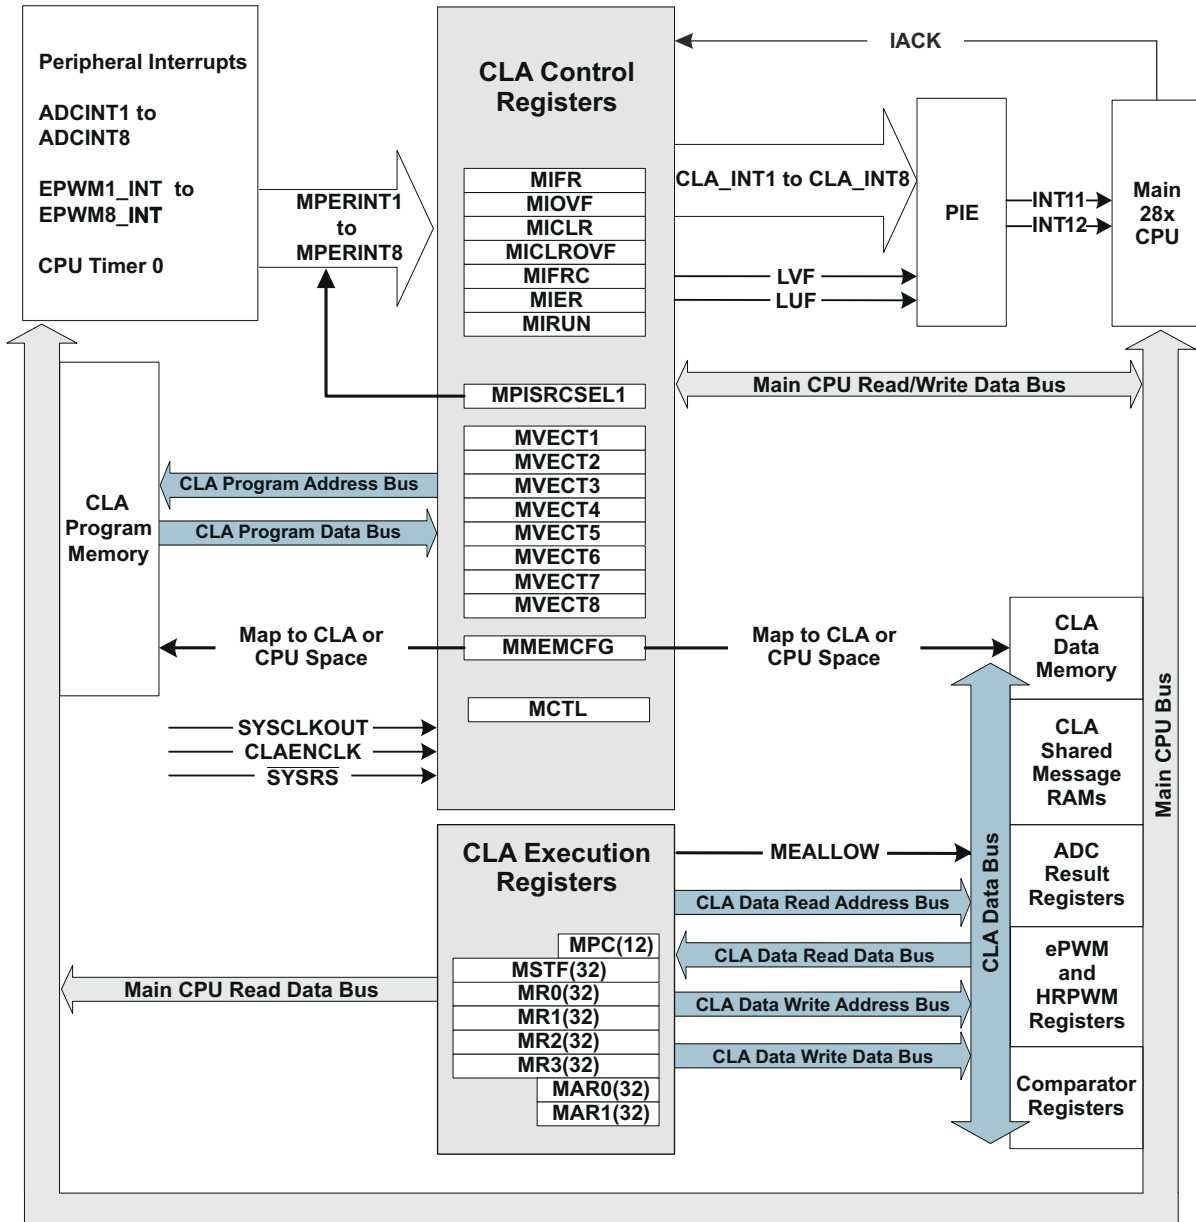 Peripheral Interrupts
ADCINT1 to
ADCINT8
EPWM1_INT to
EPWM8_INT
CPU Timer 0
MPERINT1
to
MPERINT8
CLA Control
Registers
MIFR
MIOVF
MICLR
MICLROVF
MIFRC
MIER
MIRUN
MPISRCSEL1
MVECT1
MVECT2
MVECT3
MVECT4
MVECT5
MVECT6
MVECT7
MVECT8
MMEMCFG
MCTL
IACK
CLA_INT1 to CLA_INT8
LVF
LUF
PIE
INT11
INT12
Main
28x
CPU
Main CPU Read/Write Data Bus
CLA
Program
Memory
CLA Program Address Bus
CLA Program Data Bus
Map to CLA or
CPU Space
Map to CLA or
CPU Space
SYSCLKOUT
CLAENCLK
SYSRS
CLA
Data
Memory
CLA
Shared
Message
RAMs
ADC
Result
Registers
ePWM
and
HRPWM
Registers
Comparator
Registers
Main CPU Bus
CLA Data Bus
CLA Execution
Registers
MPC(12)
MSTF(32)
MR0(32)
MR1(32)
MR2(32)
MR3(32)
MAR0(32)
MAR1(32)
MEALLOW
CLA Data Read Address Bus
CLA Data Read Data Bus
CLA Data Write Address Bus
CLA Data Write Data Bus
Main CPU Read Data Bus